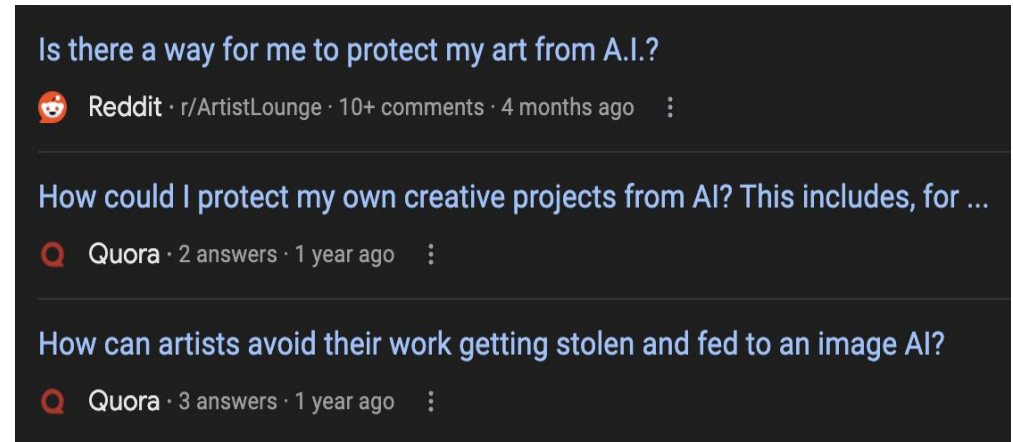 Is there a way for me to protect my art from A.I.?
Reddit · r/ArtistLounge · 10+ comments · 4 months ago
How could I protect my own creative projects from AI? This includes, for ...
Quora · 2 answers · 1 year ago
How can artists avoid their work getting stolen and fed to an image AI?
Quora · 3 answers · 1 year ago